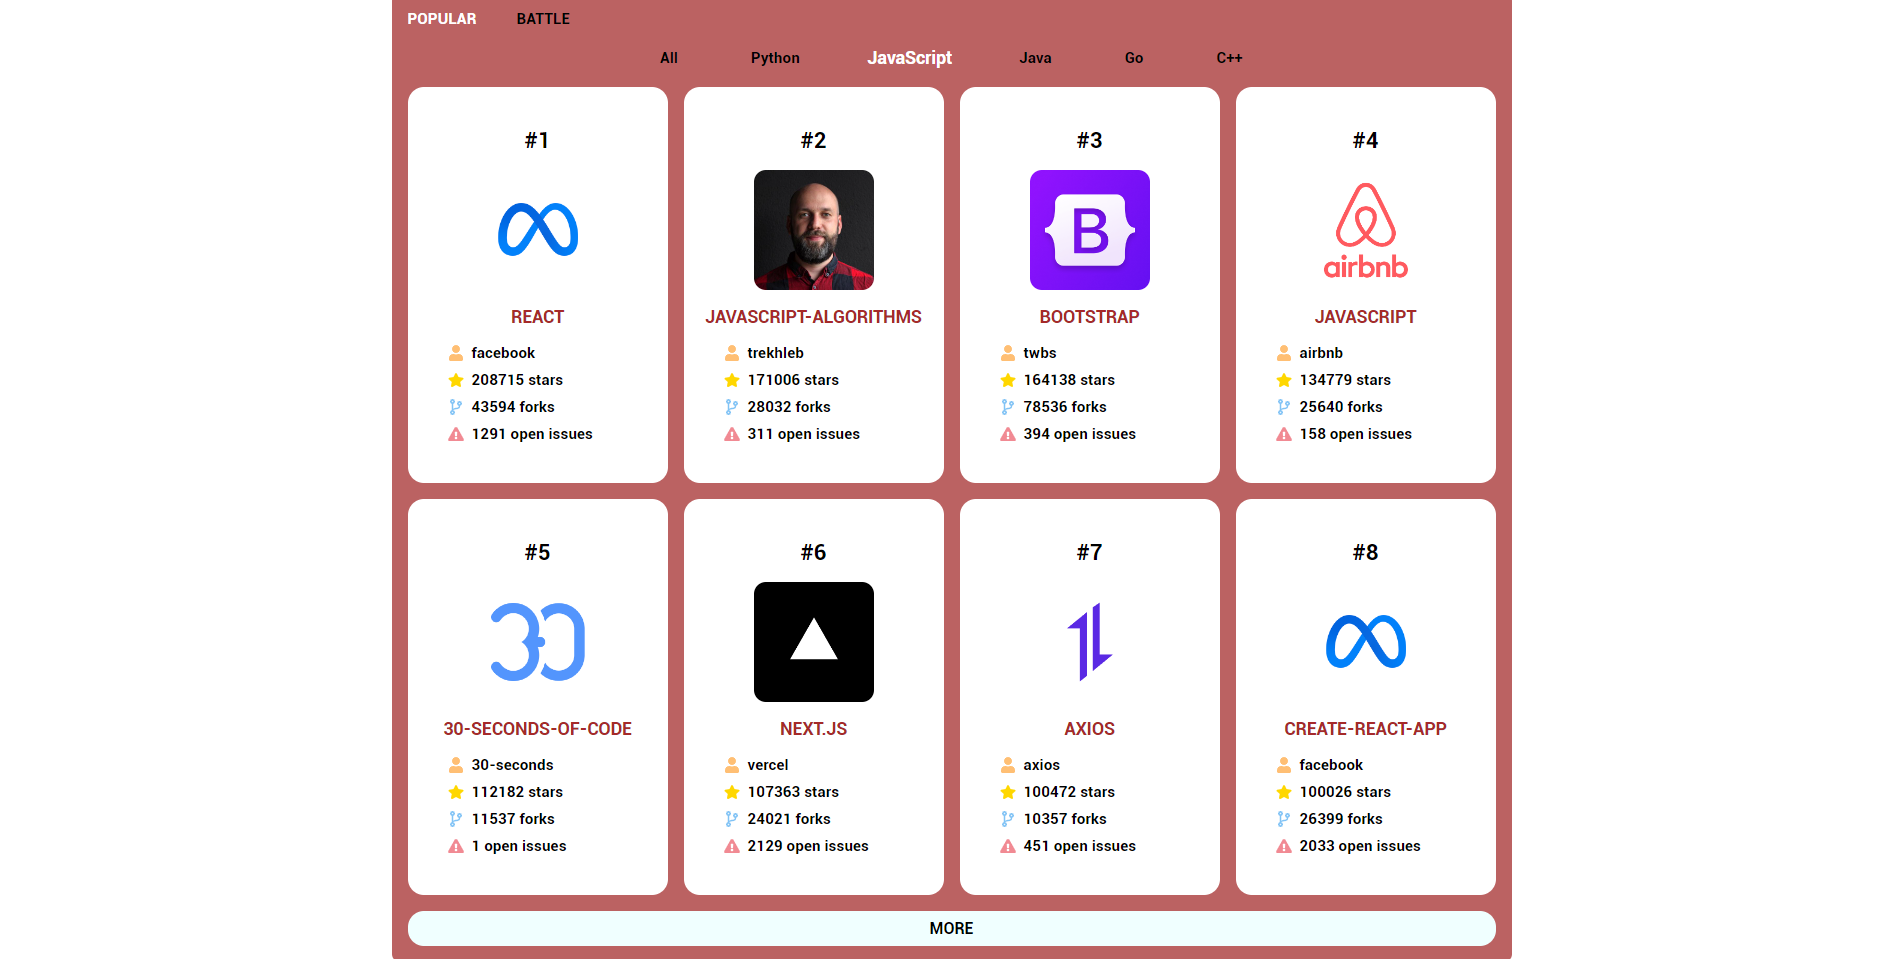 POPULAR BATTLE
All Python JavaScript Java Go C++
#1
REACT
facebook
208715 stars
43594 forks
1291 open issues
#2
JAVASCRIPT-ALGORITHMS
trekhleb
171006 stars
28032 forks
311 open issues
#3
B
BOOTSTRAP
twbs
164138 stars
78536 forks
394 open issues
#4
airbnb
JAVASCRIPT
airbnb
134779 stars
25640 forks
158 open issues
#5
30
30-SECONDS-OF-CODE
30-seconds
112182 stars
11537 forks
1 open issues
#6
NEXT.JS
vercel
107363 stars
24021 forks
2129 open issues
#7
AXIOS
axios
100472 stars
10357 forks
451 open issues
#8
CREATE-REACT-APP
facebook
100026 stars
26399 forks
2033 open issues
MORE